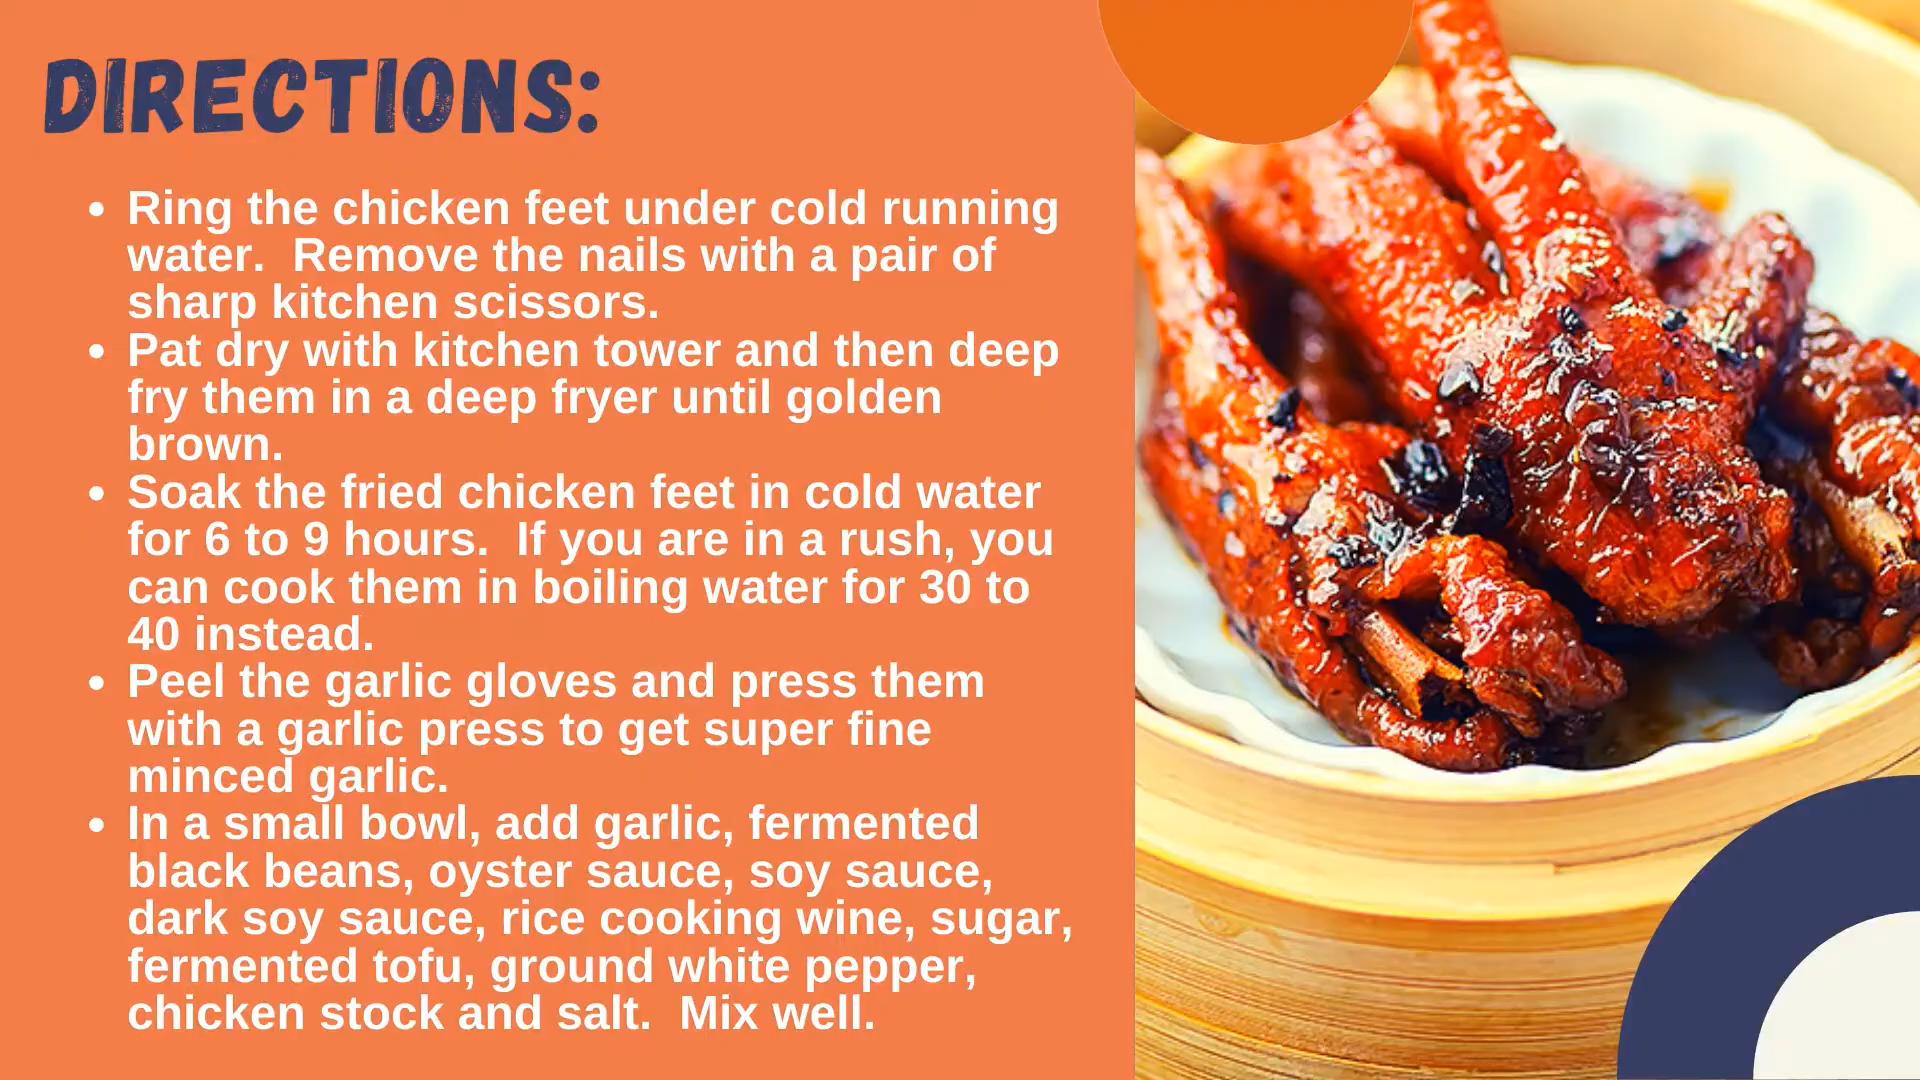 DIRECTIONS:
• Ring the chicken feet under cold running
water.  Remove the nails with a pair of
sharp kitchen scissors.
• Pat dry with kitchen tower and then deep
fry them in a deep fryer until golden
brown.
• Soak the fried chicken feet in cold water
for 6 to 9 hours.  If you are in a rush, you
can cook them in boiling water for 30 to
40 instead.
• Peel the garlic gloves and press them
with a garlic press to get super fine
minced garlic.
• In a small bowl, add garlic, fermented
black beans, oyster sauce, soy sauce,
dark soy sauce, rice cooking wine, sugar,
fermented tofu, ground white pepper,
chicken stock and salt.  Mix well.